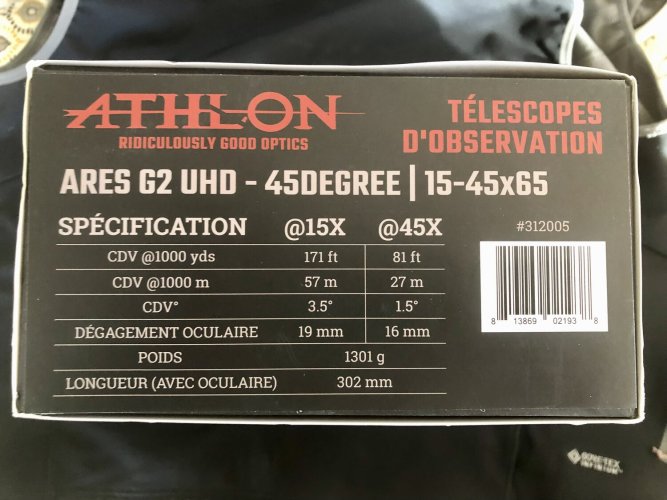 ATHLON
RIDICULOUSLY GOOD OPTICS
TÉLESCOPES
D'OBSERVATION
ARES G2 UHD - 45DEGREE | 15-45x65
SPÉCIFICATION @15X @45X
#312005
CDV @1000 yds 171 ft 81 ft
CDV @1000 m 57 m 27 m
CDV° 3.5° 1.5°
DÉGAGEMENT OCULAIRE 19 mm 16 mm
POIDS 1301 g
LONGUEUR (AVEC OCULAIRE) 302 mm
8 13869 02193 8
GORE-TEX
INFINIUM